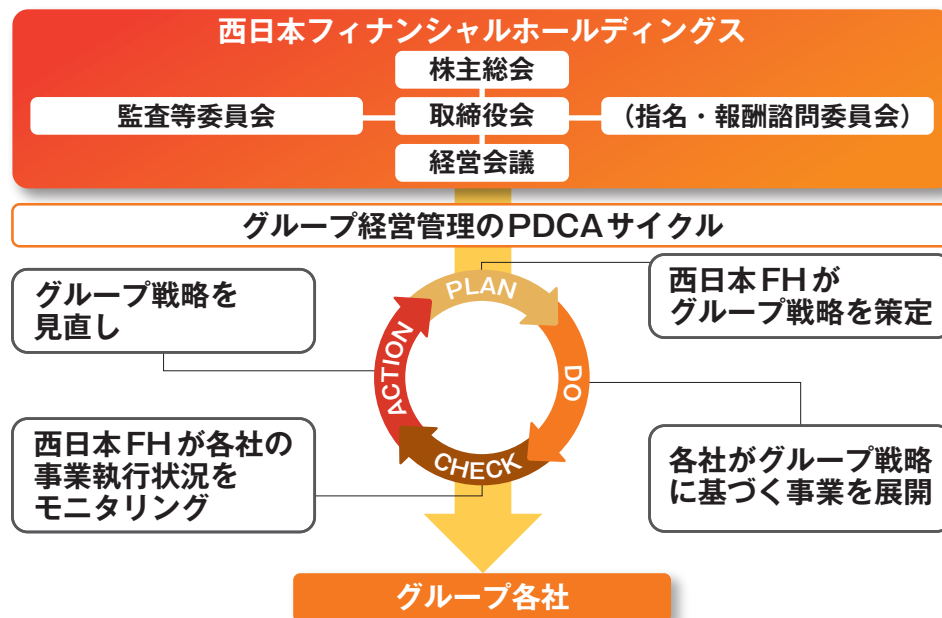 西日本フィナンシャルホールディングス
株主総会
監査等委員会
取締役会
（指名・報酬諮問委員会）
経営会議
グループ経営管理のPDCAサイクル
グループ戦略を
見直し
PLAN
西日本FHが
グループ戦略を策定
ACTION
DO
西日本FHが各社の
事業執行状況を
モニタリング
CHECK
各社がグループ戦略
に基づく事業を展開
グループ各社